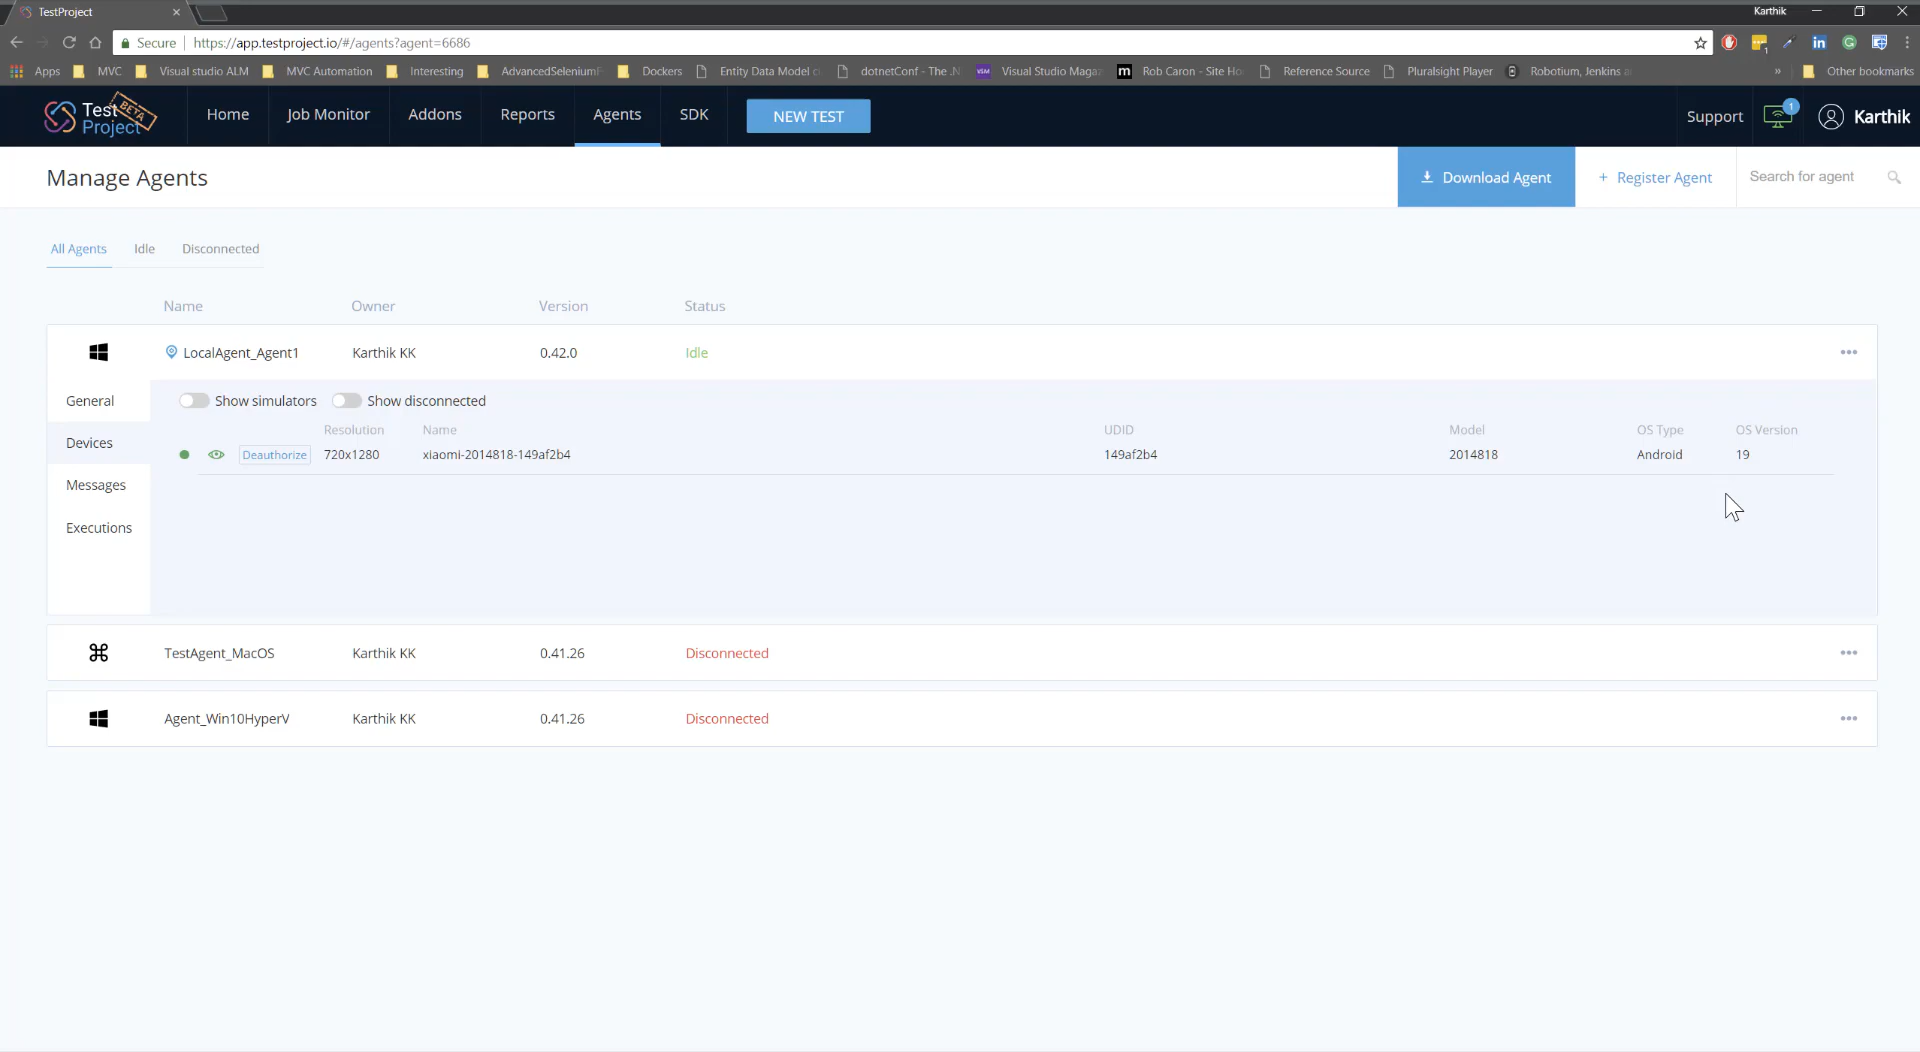 TestProject
Karthik
Secure
https://app.testproject.io/#/agents?agent=6686
Apps MVC Visual studio ALM MVC Automation Interesting AdvancedSelenium Dockers Entity Data Model dotnetConf - The .N Visual Studio Magaz Rob Caron - Site Ho Reference Source Pluralsight Player Robotium, Jenkins » Other bookmarks
Test Project BETA
Home Job Monitor Addons Reports Agents SDK NEW TEST Support 1 Karthik
Manage Agents Download Agent + Register Agent Search for agent
All Agents Idle Disconnected
Name Owner Version Status
LocalAgent_Agent1 Karthik KK 0.42.0 Idle
General Show simulators Show disconnected
Resolution Name UDID Model OS Type OS Version
Devices
Deauthorize 720x1280 xiaomi-2014818-149af2b4 149af2b4 2014818 Android 19
Messages
Executions
TestAgent_MacOS Karthik KK 0.41.26 Disconnected
Agent_Win10HyperV Karthik KK 0.41.26 Disconnected